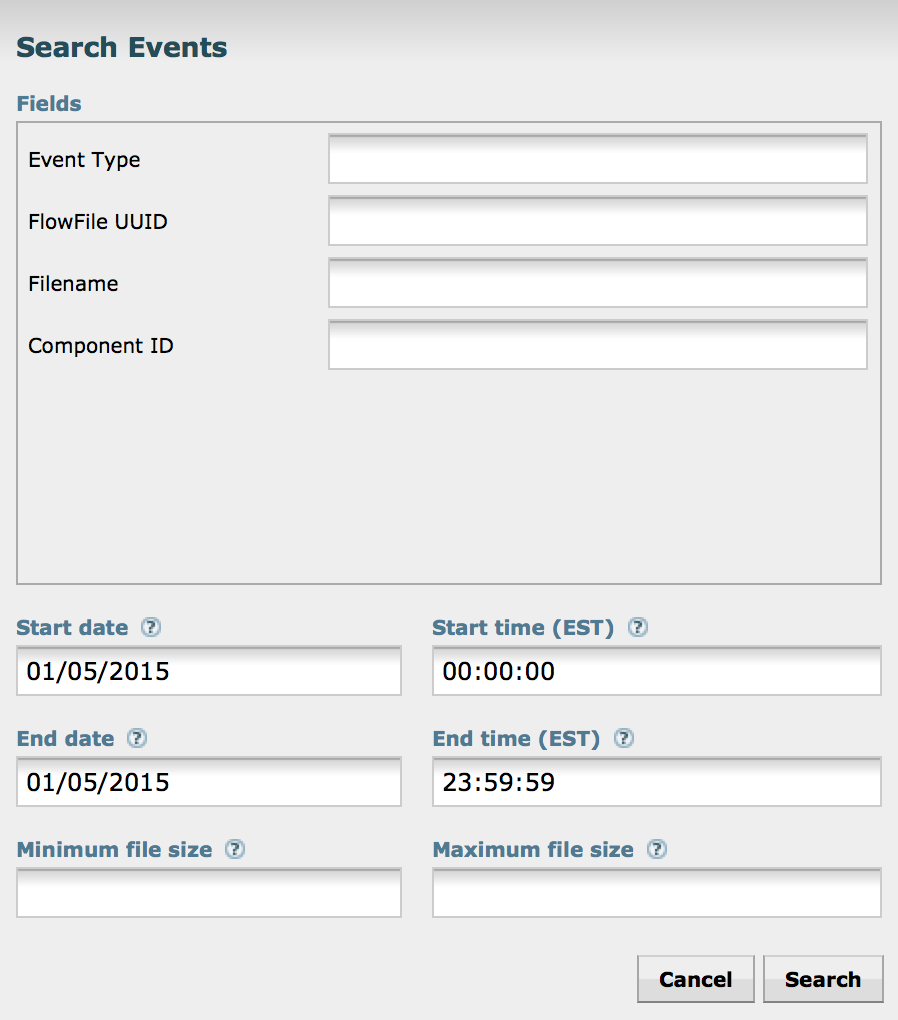 Search Events
Fields
Event Type
FlowFile UUID
Filename
Component ID
Start date ? Start time (EST) ?
01/05/2015 00:00:00
End date ? End time (EST) ?
01/05/2015 23:59:59
Minimum file size ? Maximum file size ?
Cancel Search